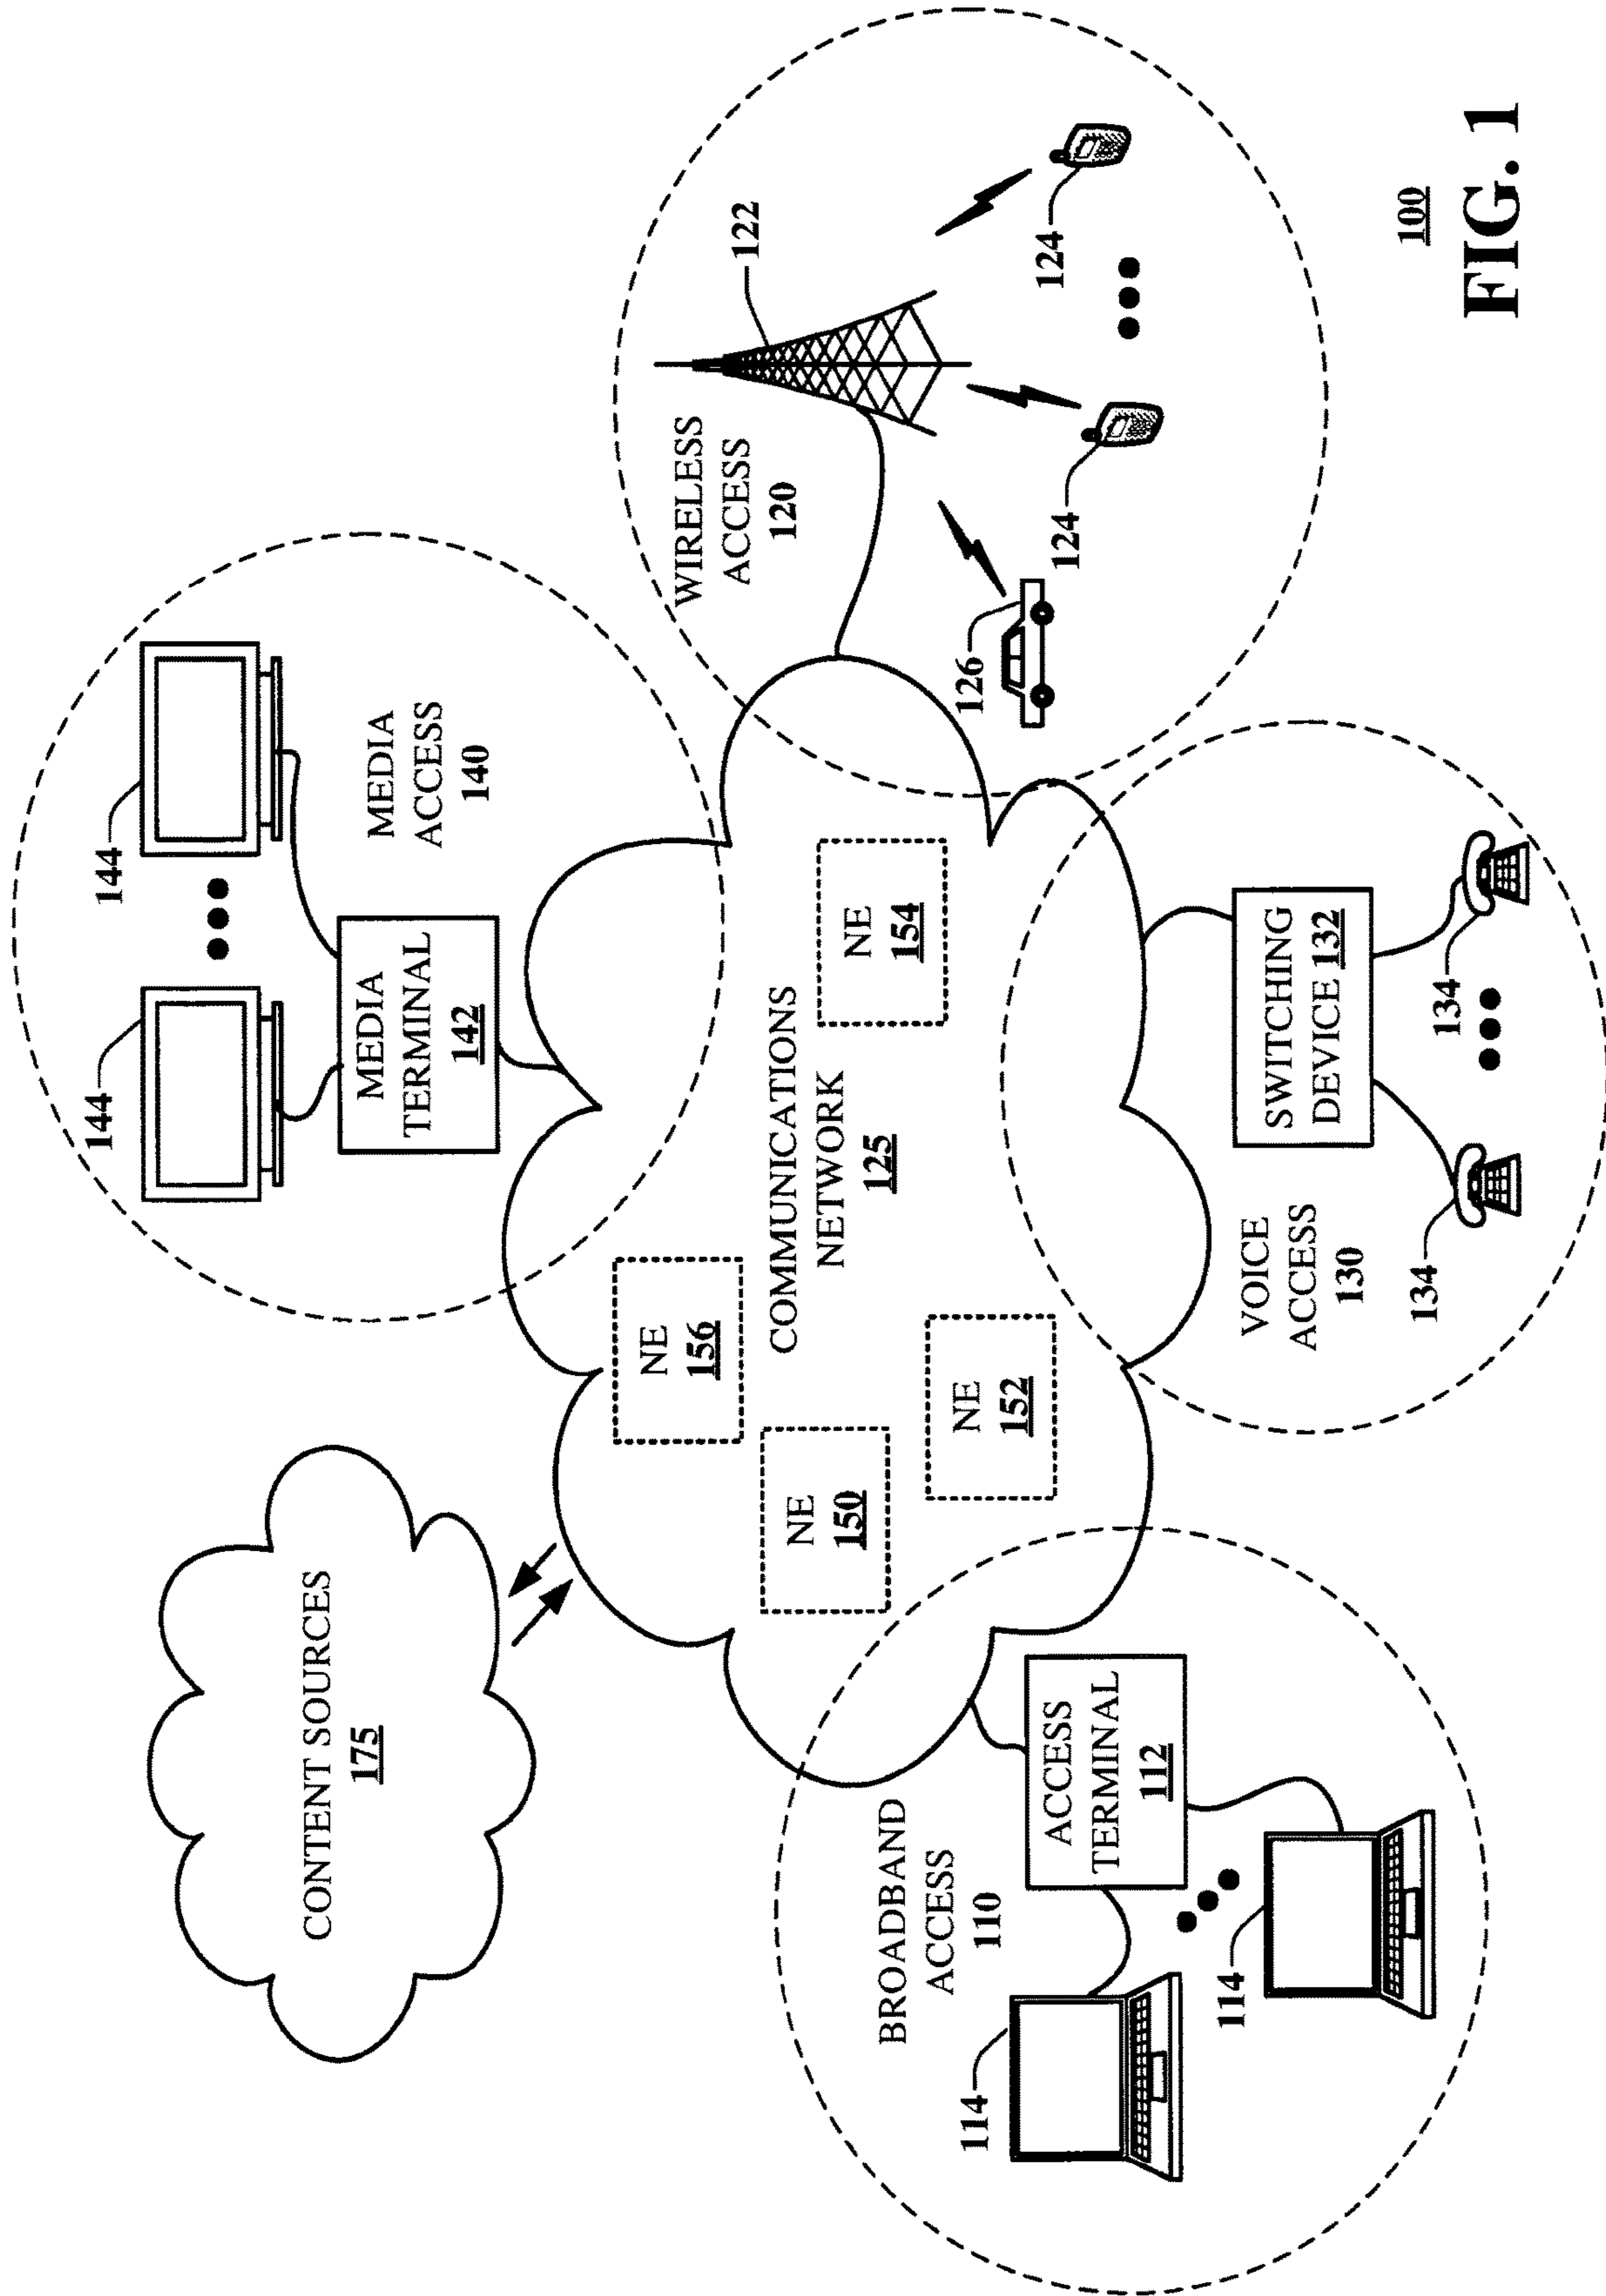 CONTENT SOURCES
175
144
144
MEDIA
TERMINAL
142
MEDIA
ACCESS
140
NE
156
NE
150
NE
152
NE
154
COMMUNICATIONS
NETWORK
125
WIRELESS
ACCESS
120
122
124
124
126
BROADBAND
ACCESS
110
ACCESS
TERMINAL
112
114
114
VOICE
ACCESS
130
SWITCHING
DEVICE 132
134
134
100
FIG. 1